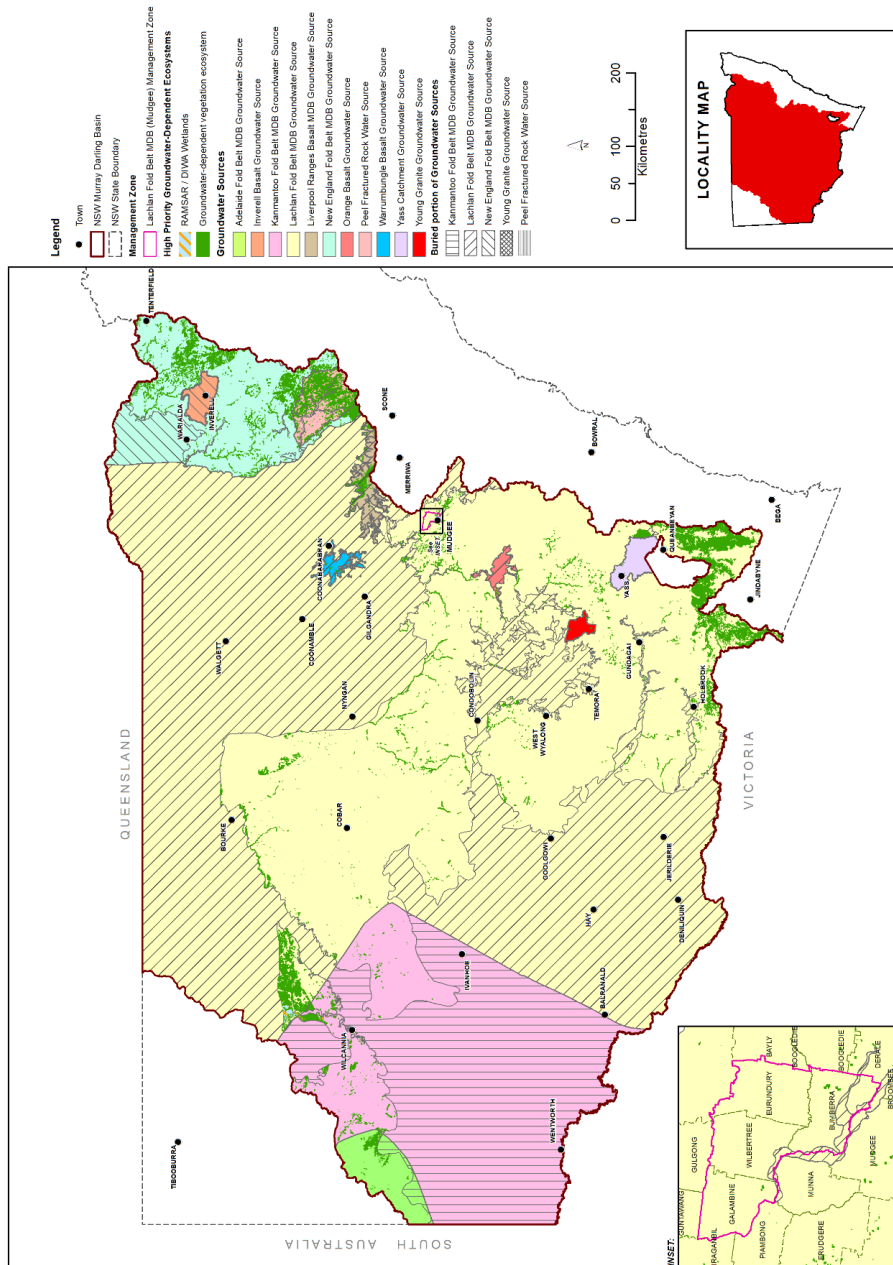 Legend
Town
NSW Murray Darling Basin
NSW State Boundary
Management Zone
Lachlan Fold Belt MDB (Mudgee) Management Zone
High Priority Groundwater-Dependent Ecosystems
RAMSAR / DIWA Wetlands
Groundwater-dependent vegetation ecosystem
Groundwater Sources
Adelaide Fold Belt MDB Groundwater Source
Inverell Basalt Groundwater Source
Kanmantoo Fold Belt MDB Groundwater Source
Lachlan Fold Belt MDB Groundwater Source
Liverpool Ranges Basalt MDB Groundwater Source
New England Fold Belt MDB Groundwater Source
Orange Basalt Groundwater Source
Peel Fractured Rock Water Source
Warrumbungle Basalt Groundwater Source
Yass Catchment Groundwater Source
Young Granite Groundwater Source
Buried portion of Groundwater Sources
Kanmantoo Fold Belt MDB Groundwater Source
Lachlan Fold Belt MDB Groundwater Source
New England Fold Belt MDB Groundwater Source
Young Granite Groundwater Source
Peel Fractured Rock Water Source
N
0 50 100 150 200
Kilometres
LOCALITY MAP
QUEENSLAND
SOUTH AUSTRALIA
VICTORIA
TENTERFIELD
WARIALDA
INVERELL
SCONE
MERRIWA
See
INSET
MUDGEE
BOWRAL
BEGA
QUEANBEYAN
YASS
JINDABYNE
COONABARABRAN
GILGANDRA
COONAMBLE
WALGETT
NYNGAN
CONDOBOLIN
WEST
WYALONG
TEMORA
GUNDAGAI
HOLBROOK
BOURKE
COBAR
GOOLGOWI
JERILDERIE
HAY
DENILIQUIN
IVANHOE
BALRANALD
WILCANNIA
WENTWORTH
TIBOOBURRA
INSET:
GUNTAWANG
GULGONG
RAGANBIL
GALAMBINE
WILBERTREE
BURUNDURY
BAYLY
BOOGLEDIE
PIAMBONG
MUNNA
BUMBERRA
BOOGLEDIE
DERALE
ERUDGERE
MUDGEE
BROOMBEE